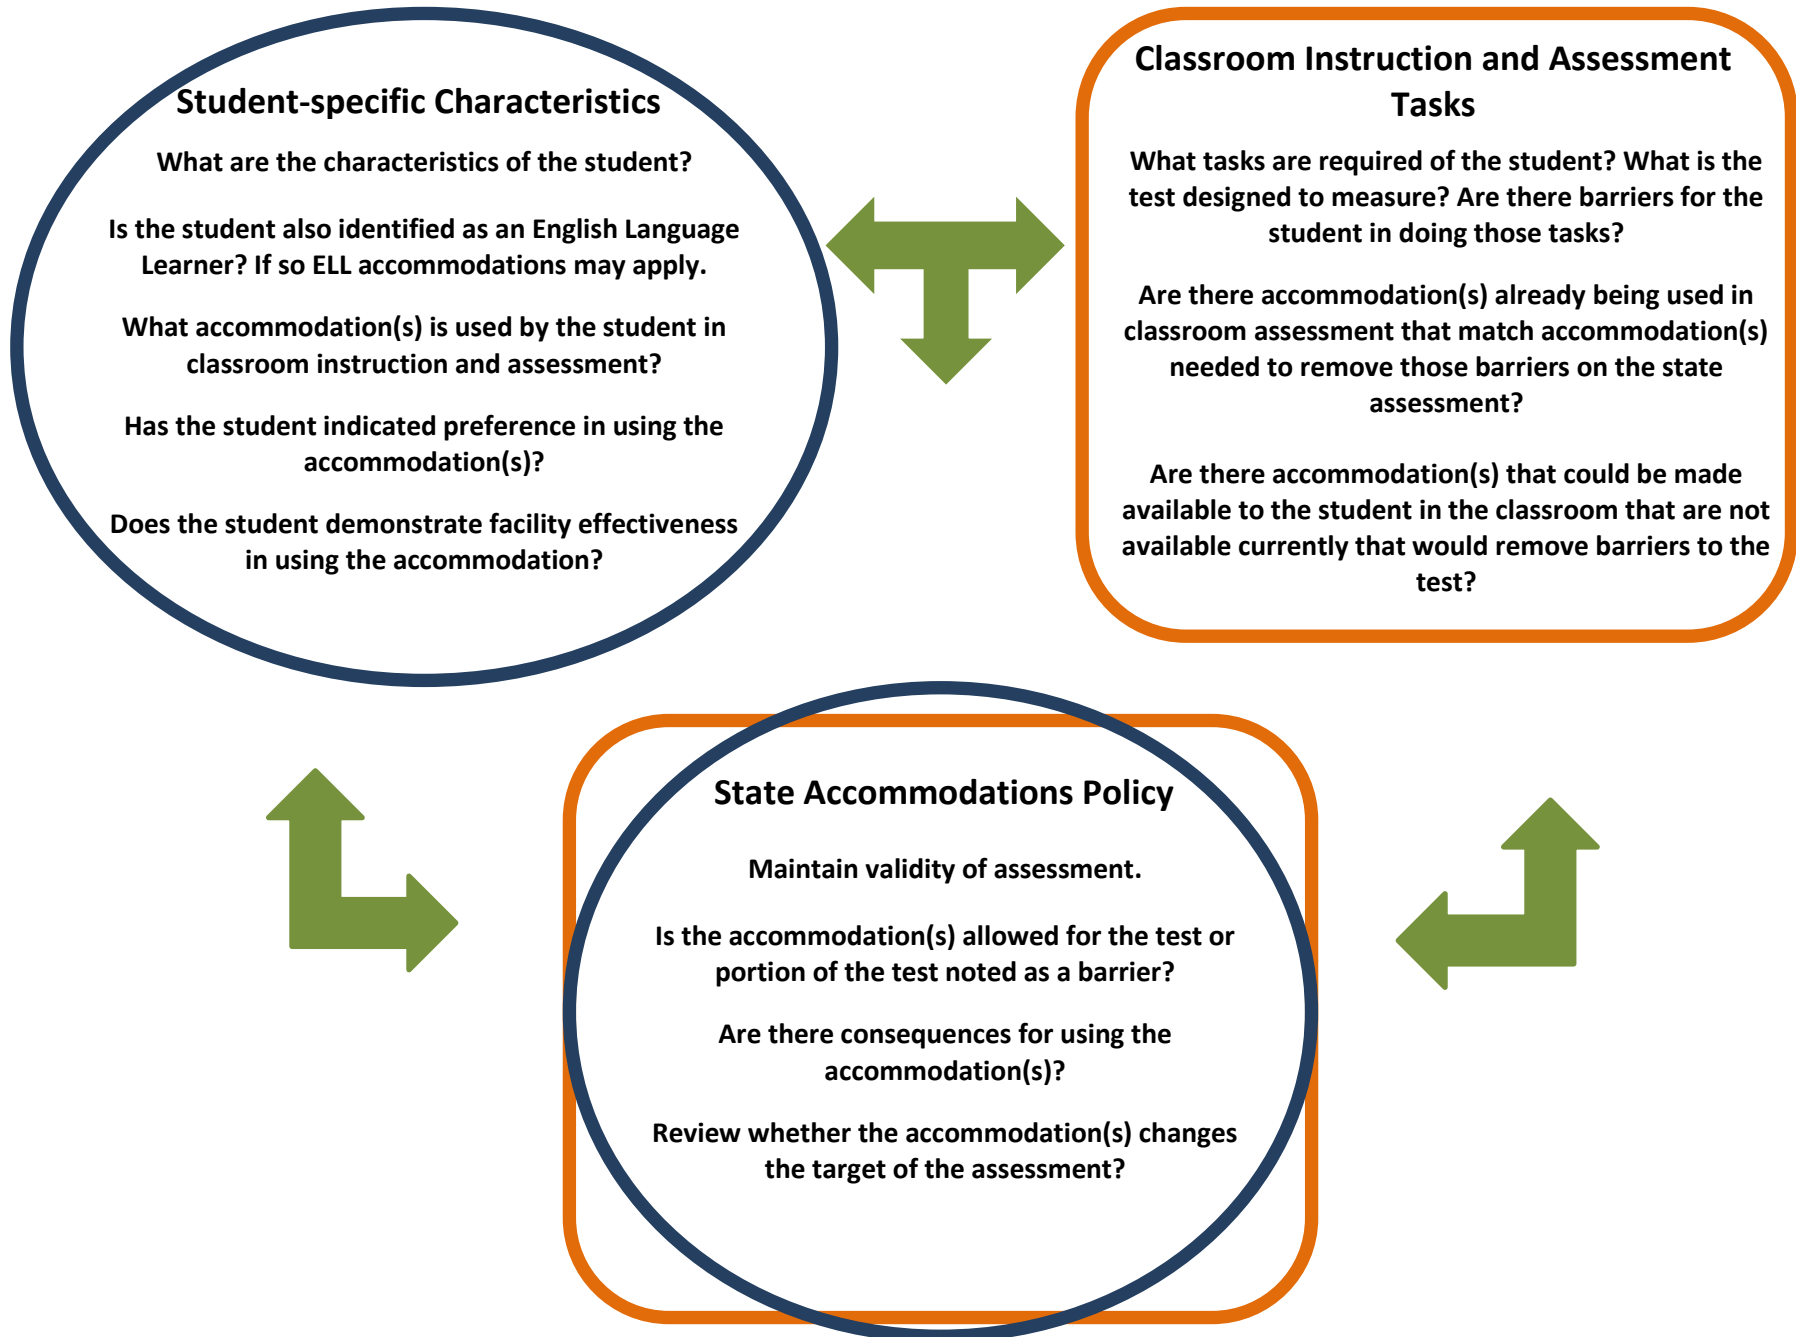 Student-specific Characteristics
What are the characteristics of the student?
Is the student also identified as an English Language
Learner? If so ELL accommodations may apply.
What accommodation(s) is used by the student in
classroom instruction and assessment?
Has the student indicated preference in using the
accommodation(s)?
Does the student demonstrate facility effectiveness
in using the accommodation?
Classroom Instruction and Assessment
Tasks
What tasks are required of the student? What is the
test designed to measure? Are there barriers for the
student in doing those tasks?
Are there accommodation(s) already being used in
classroom assessment that match accommodation(s)
needed to remove those barriers on the state
assessment?
Are there accommodation(s) that could be made
available to the student in the classroom that are not
available currently that would remove barriers to the
test?
State Accommodations Policy
Maintain validity of assessment.
Is the accommodation(s) allowed for the test or
portion of the test noted as a barrier?
Are there consequences for using the
accommodation(s)?
Review whether the accommodation(s) changes
the target of the assessment?